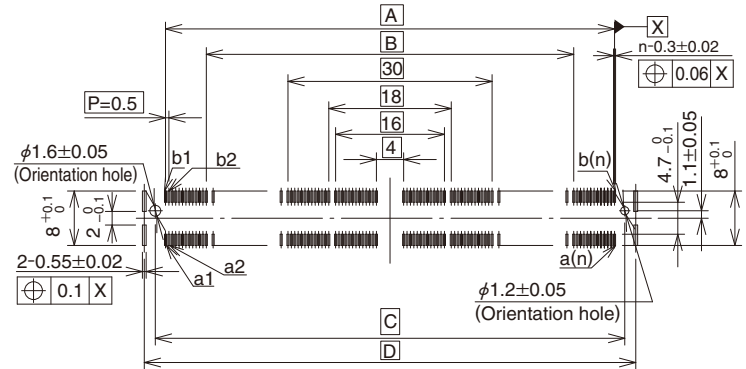 A
X
B
n-0.3±0.02
30
⌖ 0.06 X
P=0.5
18
16
4
φ1.6±0.05
(Orientation hole)
b1
b2
b(n)
4.7 0 -0.1
1.1±0.05
8 +0.1 0
8 +0.1 0
2 0 -0.1
2-0.55±0.02
⌖ 0.1 X
a1
a2
a(n)
φ1.2±0.05
(Orientation hole)
C
D